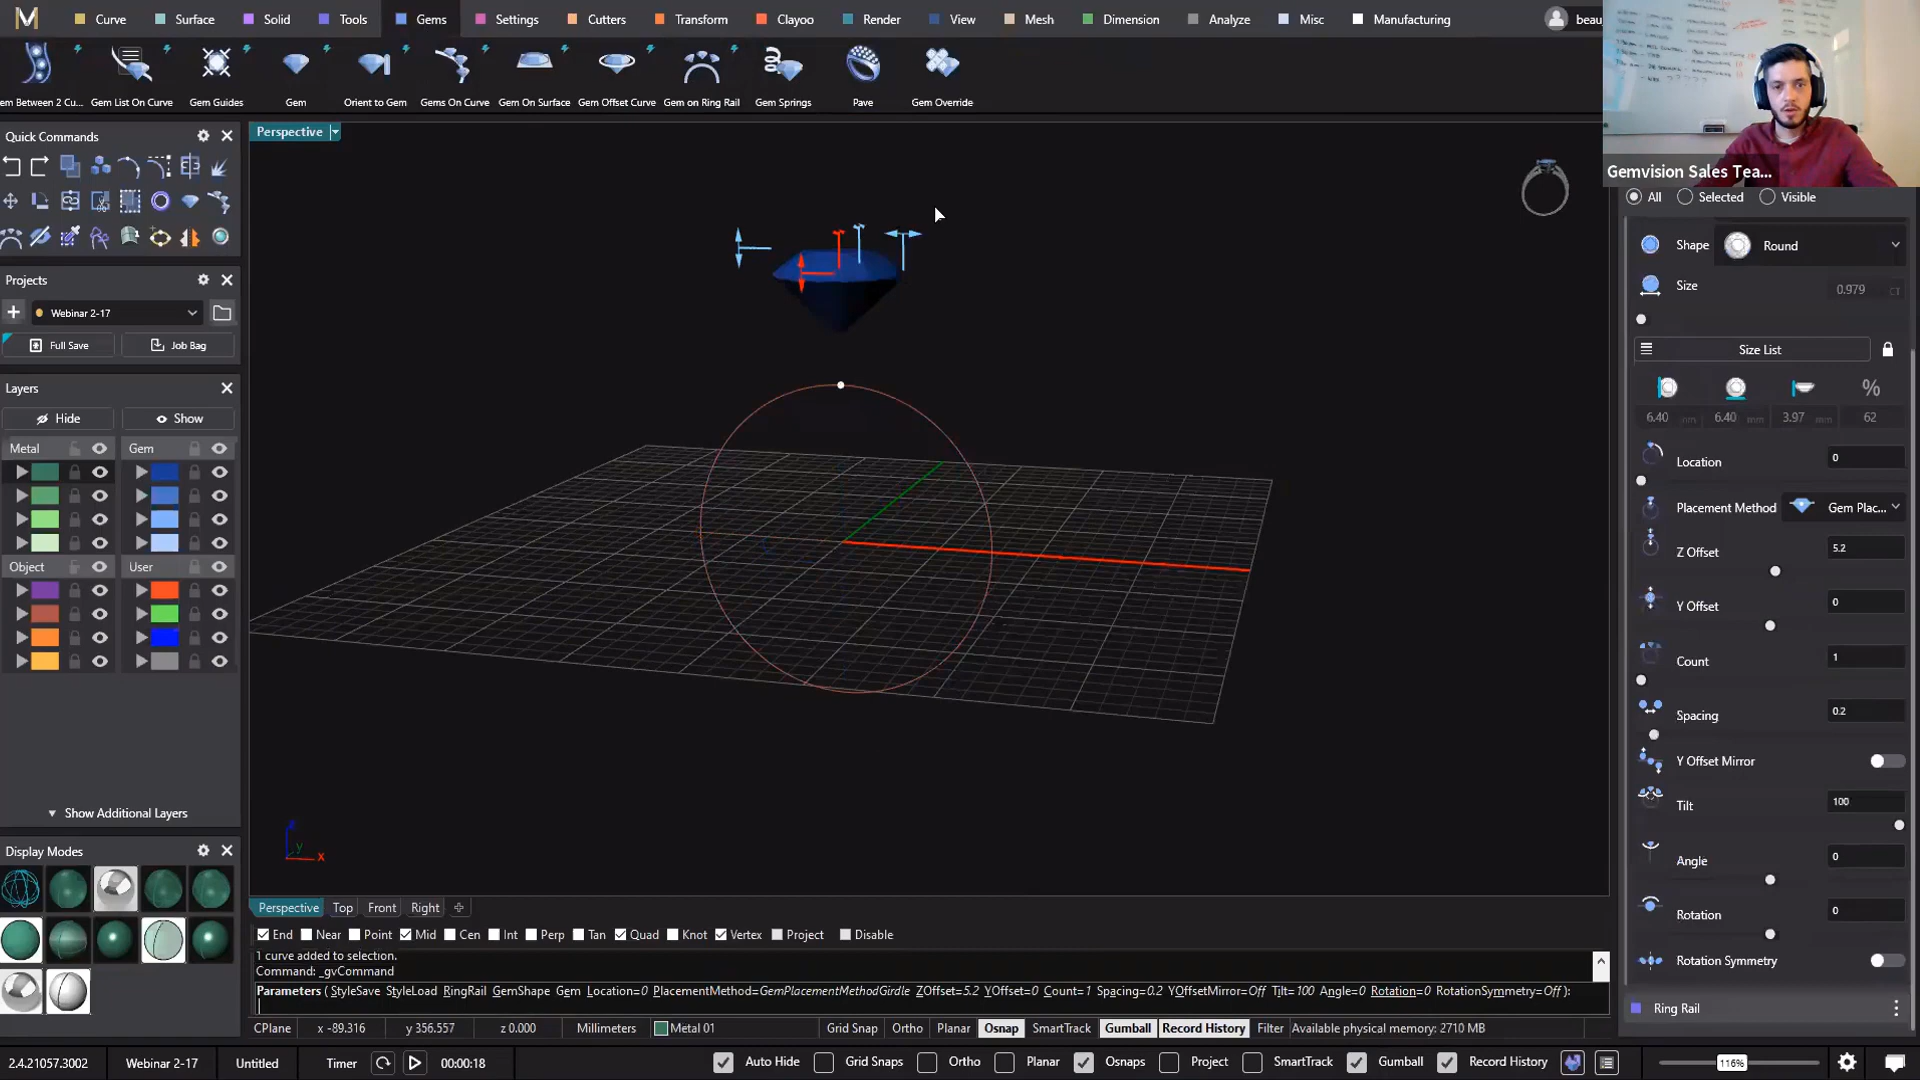 Curve Surface Solid Tools Gems Settings Cutters Transform Clayoo Render View Mesh Dimension Analyze Misc Manufacturing beau
em Between 2 Cu... Gem List On Curve Gem Guides Gem Orient to Gem Gems On Curve Gem On Surface Gem Offset Curve Gem on Ring Rail Gem Springs Pave Gem Override
Quick Commands
Perspective
Gemvision Sales Tea...
All Selected Visible
Shape Round
Size 0.979 ct
Size List
%
6.40 mm 6.40 mm 3.97 mm 62
Location 0
Placement Method Gem Plac...
Z Offset 5.2
Y Offset 0
Count 1
Spacing 0.2
Y Offset Mirror
Tilt 100
Angle 0
Rotation 0
Rotation Symmetry
Ring Rail
Projects
Webinar 2-17
Full Save Job Bag
Layers
Hide Show
Metal Gem
Object User
Show Additional Layers
Display Modes
y
x
Perspective Top Front Right
End Near Point Mid Cen Int Perp Tan Quad Knot Vertex Project Disable
1 curve added to selection.
Command: _gvCommand
Parameters ( StyleSave StyleLoad RingRail GemShape Gem Location=0 PlacementMethod=GemPlacementMethodGirdle ZOffset=5.2 YOffset=0 Count=1 Spacing=0.2 YOffsetMirror=Off Tilt=100 Angle=0 Rotation=0 RotationSymmetry=Off ):
CPlane x -89.316 y 356.557 z 0.000 Millimeters Metal 01 Grid Snap Ortho Planar Osnap SmartTrack Gumball Record History Filter Available physical memory: 2710 MB
2.4.21057.3002 Webinar 2-17 Untitled Timer 00:00:18 Auto Hide Grid Snaps Ortho Planar Osnaps Project SmartTrack Gumball Record History 116%